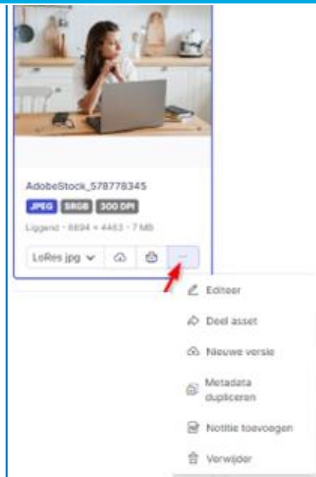 AdobeStock_578778345
JPEG SRGB 300 DPI
Liggend - 6694 × 4463 - 7 MB
LoRes jpg
Editeer
Deel asset
Nieuwe versie
Metadata
dupliceren
Notitie toevoegen
Verwijder